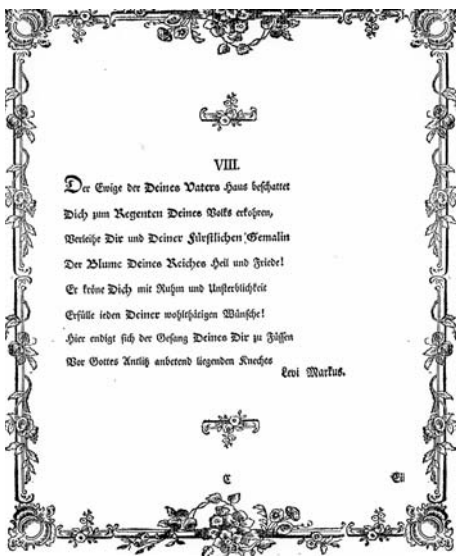 VIII.
Der Ewige der Deines Vaters Haus beschattet
Dich zum Regenten Deines Volks erkohren,
Verleihe Dir und Deiner Fürstlichen Gemalin
Der Blume Deines Reiches Heil und Friede!
Er kröne Dich mit Ruhm und Unsterblichkeit
Erfülle ieden Deiner wohlthätigen Wünsche!
Hier endigt sich der Gesang Deines Dir zu Füssen
Vor Gottes Antlitz anbetend liegenden Knechts
Levi Markus.
C